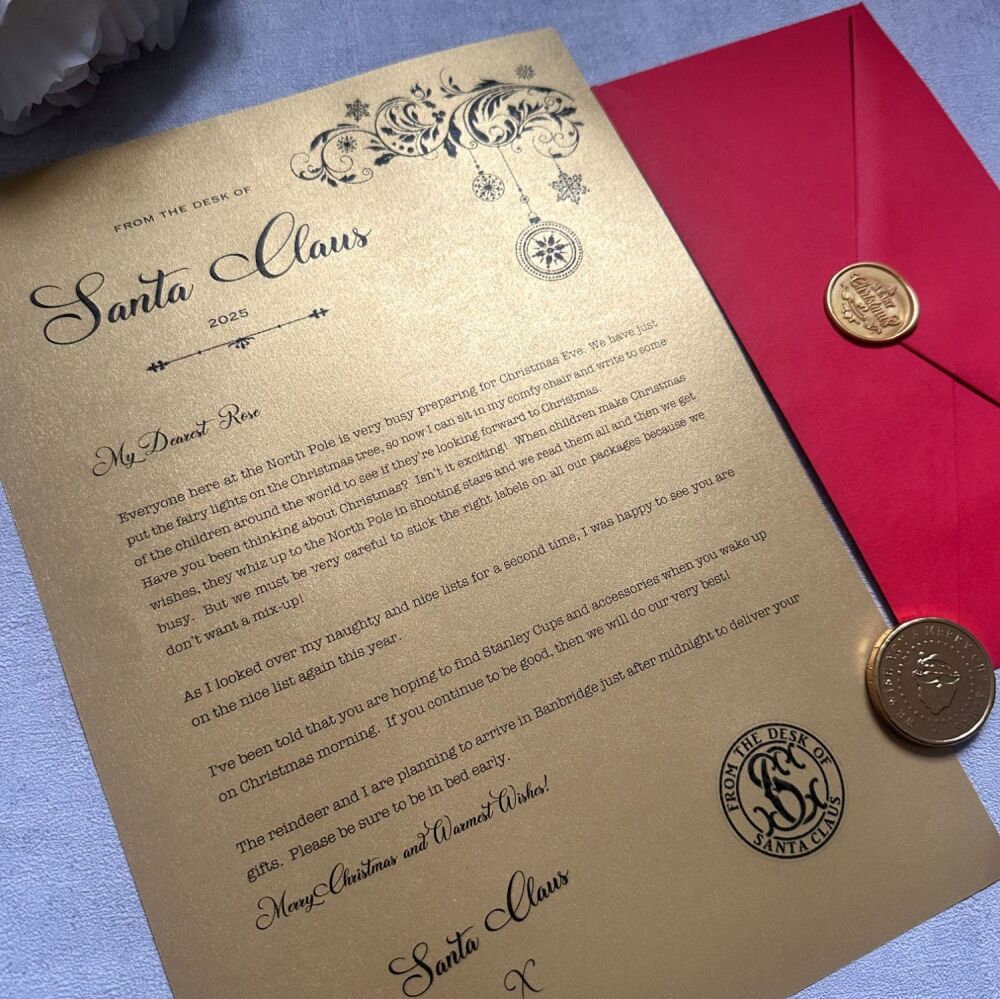 FROM THE DESK OF
Santa Claus
2025
My Dearest Rose
Everyone here at the North Pole is very busy preparing for Christmas Eve. We have just
put the fairy lights on the Christmas tree, so now I can sit in my comfy chair and write to some
of the children around the world to see if they're looking forward to Christmas.
Have you been thinking about Christmas? Isn't it exciting! When children make Christmas
wishes, they whiz up to the North Pole in shooting stars and we read them all and then we get
busy. But we must be very careful to stick the right labels on all our packages because we
don't want a mix-up!
As I looked over my naughty and nice lists for a second time, I was happy to see you are
on the nice list again this year.
I've been told that you are hoping to find Stanley Cups and accessories when you wake up
on Christmas morning. If you continue to be good, then we will do our very best!
The reindeer and I are planning to arrive in Banbridge just after midnight to deliver your
gifts. Please be sure to be in bed early.
Merry Christmas and Warmest Wishes!
Santa Claus
X
FROM THE DESK OF
SC
SANTA CLAUS
Christmas
WE WISH YOU A MERRY